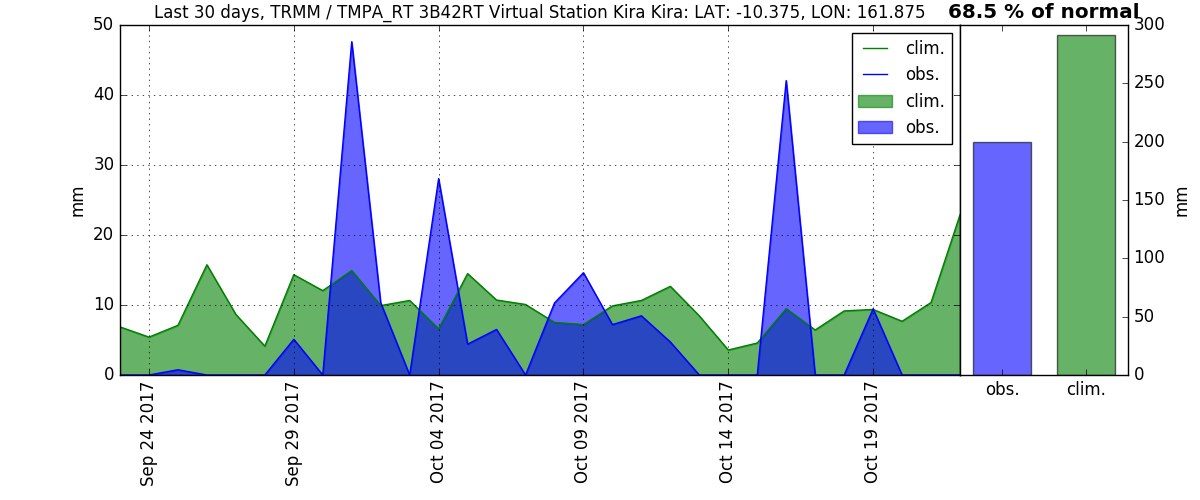 Last 30 days, TRMM / TMPA_RT 3B42RT Virtual Station Kira Kira: LAT: -10.375, LON: 161.875
68.5 % of normal
50
40
30
20
10
0
mm
clim.
obs.
clim.
obs.
Sep 24 2017
Sep 29 2017
Oct 04 2017
Oct 09 2017
Oct 14 2017
Oct 19 2017
300
250
200
150
100
50
0
mm
obs.
clim.